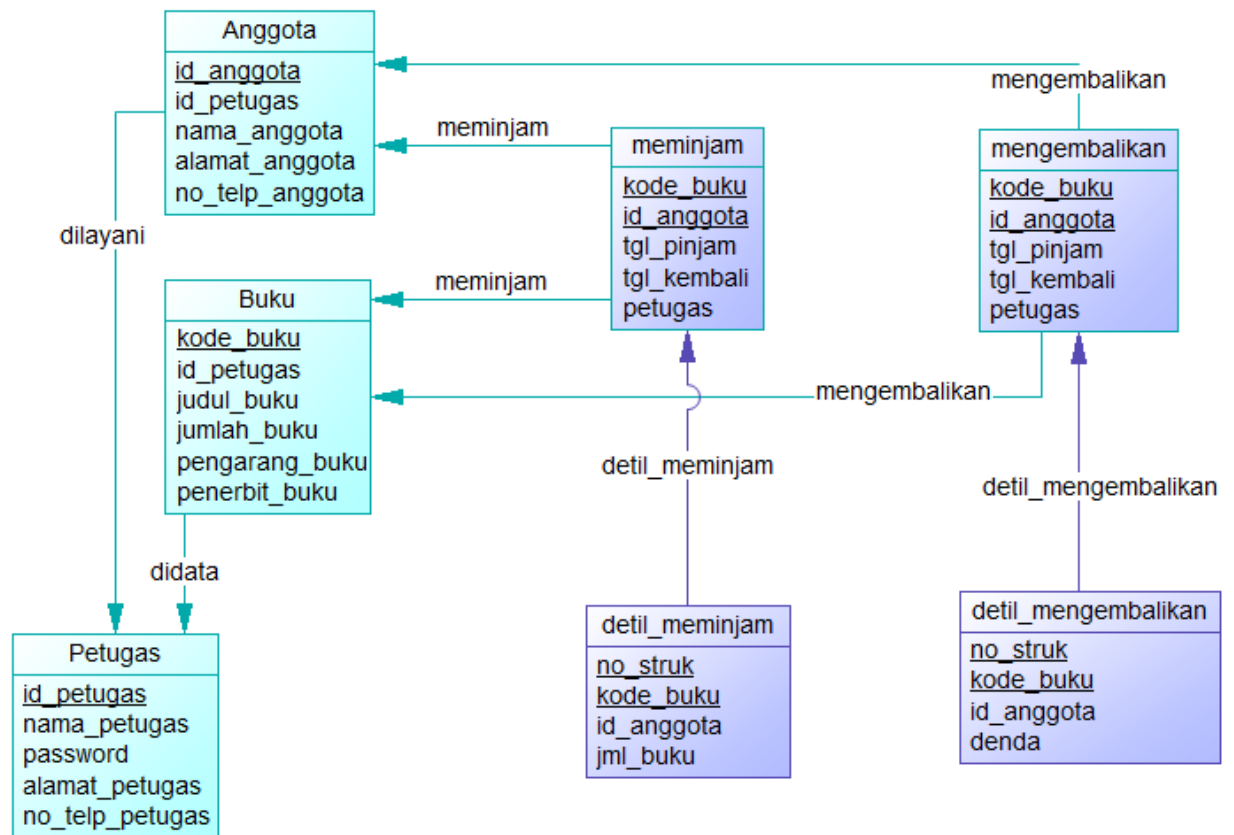 Anggota
id_anggota
id_petugas
nama_anggota
alamat_anggota
no_telp_anggota
mengembalikan
meminjam
meminjam
kode_buku
id_anggota
tgl_pinjam
tgl_kembali
petugas
mengembalikan
kode_buku
id_anggota
tgl_pinjam
tgl_kembali
petugas
dilayani
meminjam
Buku
kode_buku
id_petugas
judul_buku
jumlah_buku
pengarang_buku
penerbit_buku
mengembalikan
detil_meminjam
detil_mengembalikan
didata
Petugas
id_petugas
nama_petugas
password
alamat_petugas
no_telp_petugas
detil_meminjam
no_struk
kode_buku
id_anggota
jml_buku
detil_mengembalikan
no_struk
kode_buku
id_anggota
denda